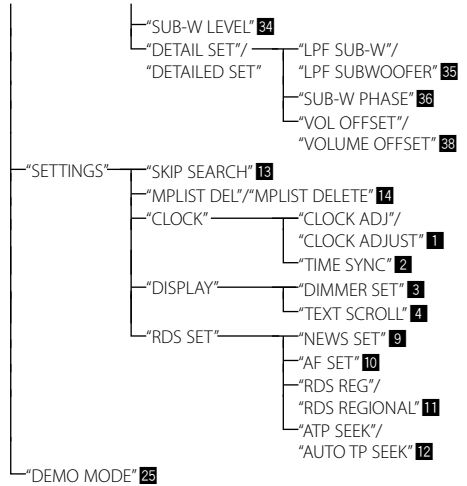 “SUB-W LEVEL” 34
“DETAIL SET”/
“DETAILED SET”
“LPF SUB-W”/
“LPF SUBWOOFER” 35
“SUB-W PHASE” 36
“VOL OFFSET”/
“VOLUME OFFSET” 38
“SETTINGS”
“SKIP SEARCH” 13
“MPLIST DEL”/“MPLIST DELETE” 14
“CLOCK”
“CLOCK ADJ”/
“CLOCK ADJUST” 1
“TIME SYNC” 2
“DISPLAY”
“DIMMER SET” 3
“TEXT SCROLL” 4
“RDS SET”
“NEWS SET” 9
“AF SET” 10
“RDS REG”/
“RDS REGIONAL” 11
“ATP SEEK”/
“AUTO TP SEEK” 12
“DEMO MODE” 25